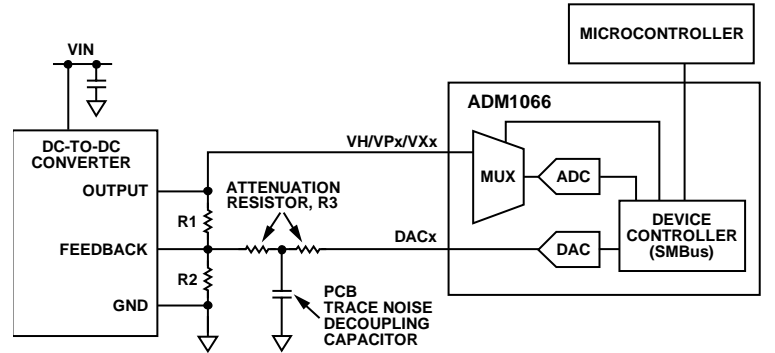 MICROCONTROLLER
VIN
ADM1066
DC-TO-DC
CONVERTER
VH/VPx/VXx
MUX
ADC
OUTPUT
ATTENUATION
RESISTOR, R3
R1
DEVICE
CONTROLLER
(SMBus)
FEEDBACK
DACx
DAC
R2
GND
PCB
TRACE NOISE
DECOUPLING
CAPACITOR